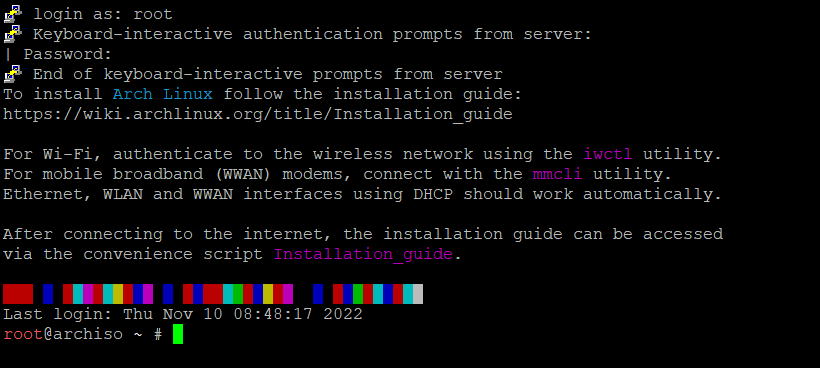 login as: root
Keyboard-interactive authentication prompts from server:
| Password:
End of keyboard-interactive prompts from server
To install Arch Linux follow the installation guide:
https://wiki.archlinux.org/title/Installation_guide
For Wi-Fi, authenticate to the wireless network using the iwctl utility.
For mobile broadband (WWAN) modems, connect with the mmcli utility.
Ethernet, WLAN and WWAN interfaces using DHCP should work automatically.
After connecting to the internet, the installation guide can be accessed
via the convenience script Installation_guide.
Last login: Thu Nov 10 08:48:17 2022
root@archiso ~ #